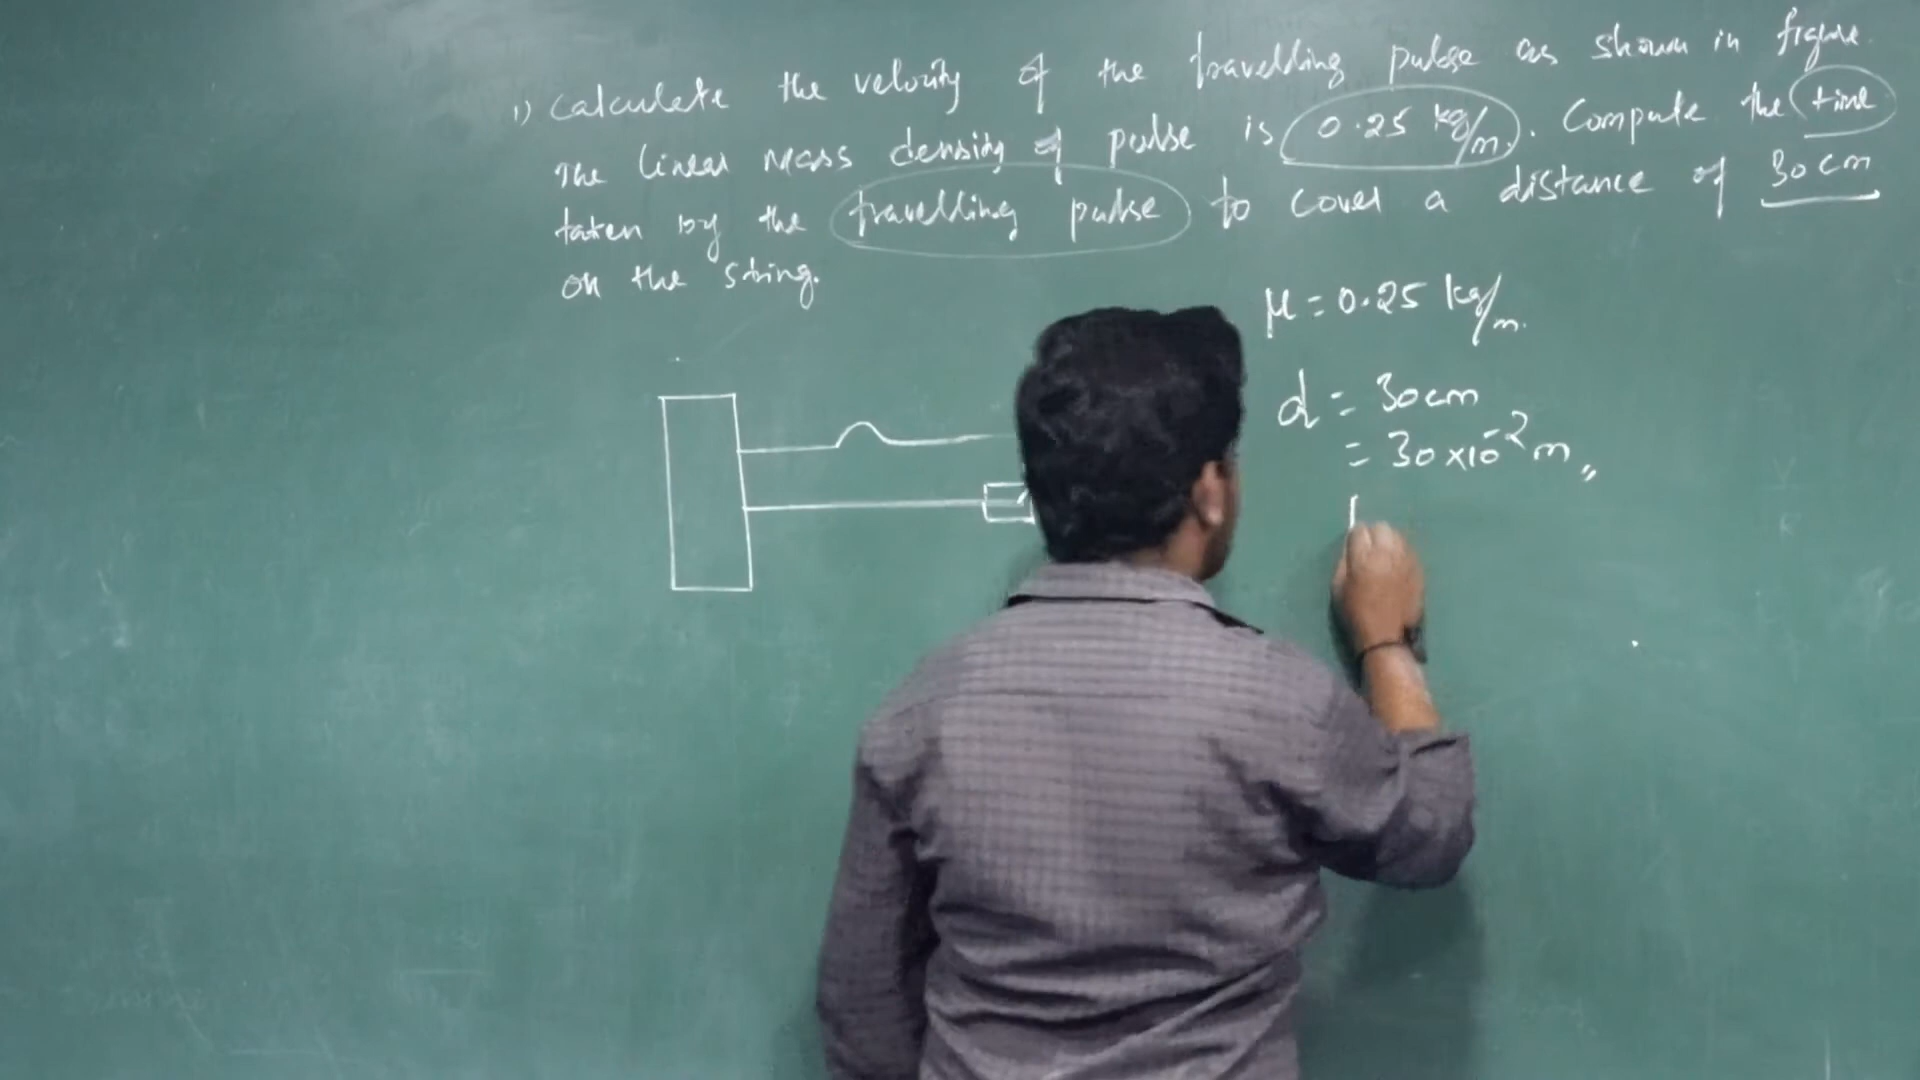 1) Calculate the velocity of the travelling pulse as shown in figure.
The linear mass density of pulse is 0.25 kg/m. Compute the time
taken by the travelling pulse to cover a distance of 30 cm
on the string.
μ = 0.25 kg/m.
d = 30cm
= 30 x 10⁻² m,,